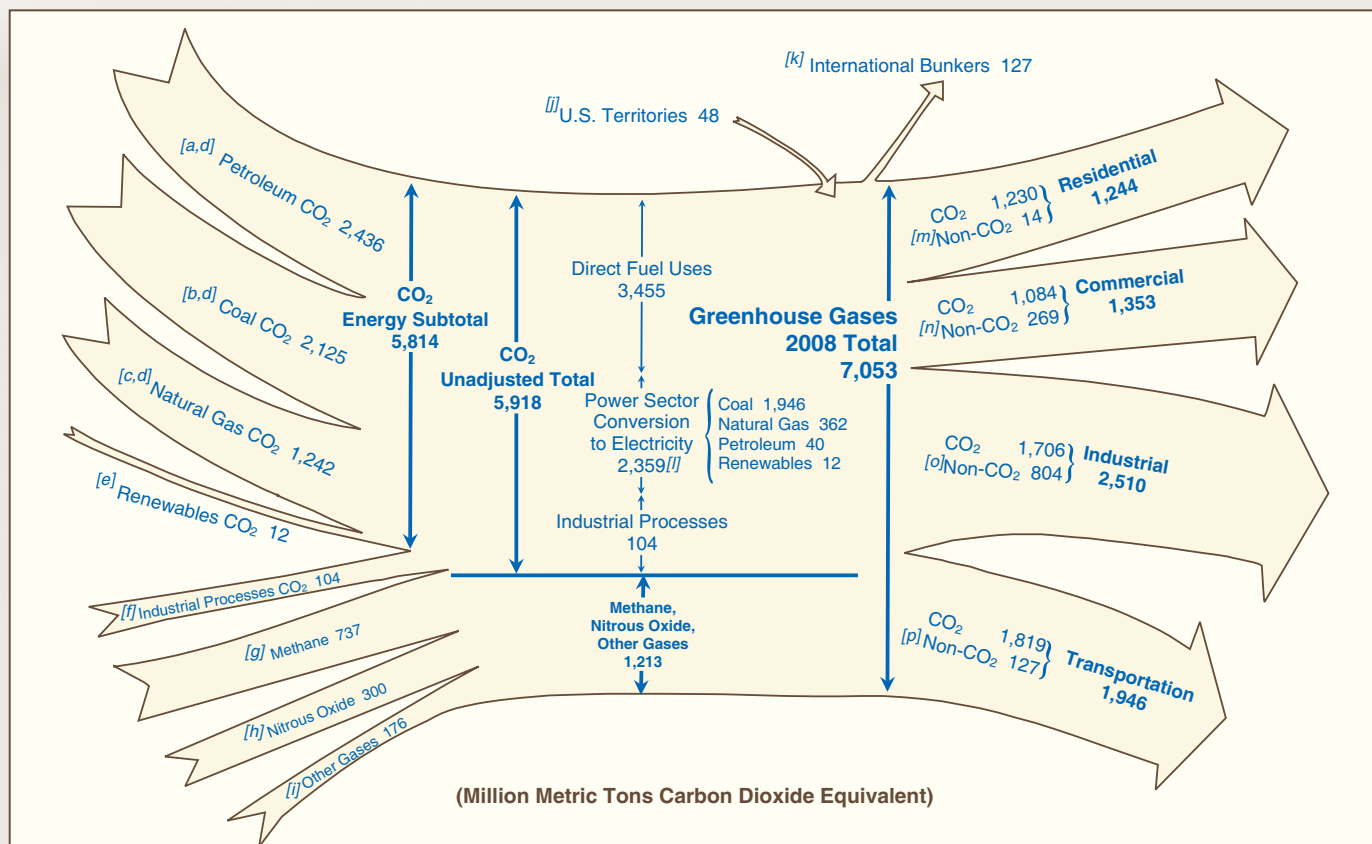 [k] International Bunkers 127
[j] U.S. Territories 48
[a,d] Petroleum CO₂ 2,436
[b,d] Coal CO₂ 2,125
[c,d] Natural Gas CO₂ 1,242
[e] Renewables CO₂ 12
[f] Industrial Processes CO₂ 104
[g] Methane 737
[h] Nitrous Oxide 300
[i] Other Gases 176
CO₂
Energy Subtotal
5,814
CO₂
Unadjusted Total
5,918
Direct Fuel Uses
3,455
Power Sector
Conversion
to Electricity
2,359[l]
Coal 1,946
Natural Gas 362
Petroleum 40
Renewables 12
Industrial Processes
104
Methane,
Nitrous Oxide,
Other Gases
1,213
Greenhouse Gases
2008 Total
7,053
CO₂ 1,230
[m]Non-CO₂ 14
Residential
1,244
CO₂ 1,084
[n]Non-CO₂ 269
Commercial
1,353
CO₂ 1,706
[o]Non-CO₂ 804
Industrial
2,510
CO₂ 1,819
[p]Non-CO₂ 127
Transportation
1,946
(Million Metric Tons Carbon Dioxide Equivalent)